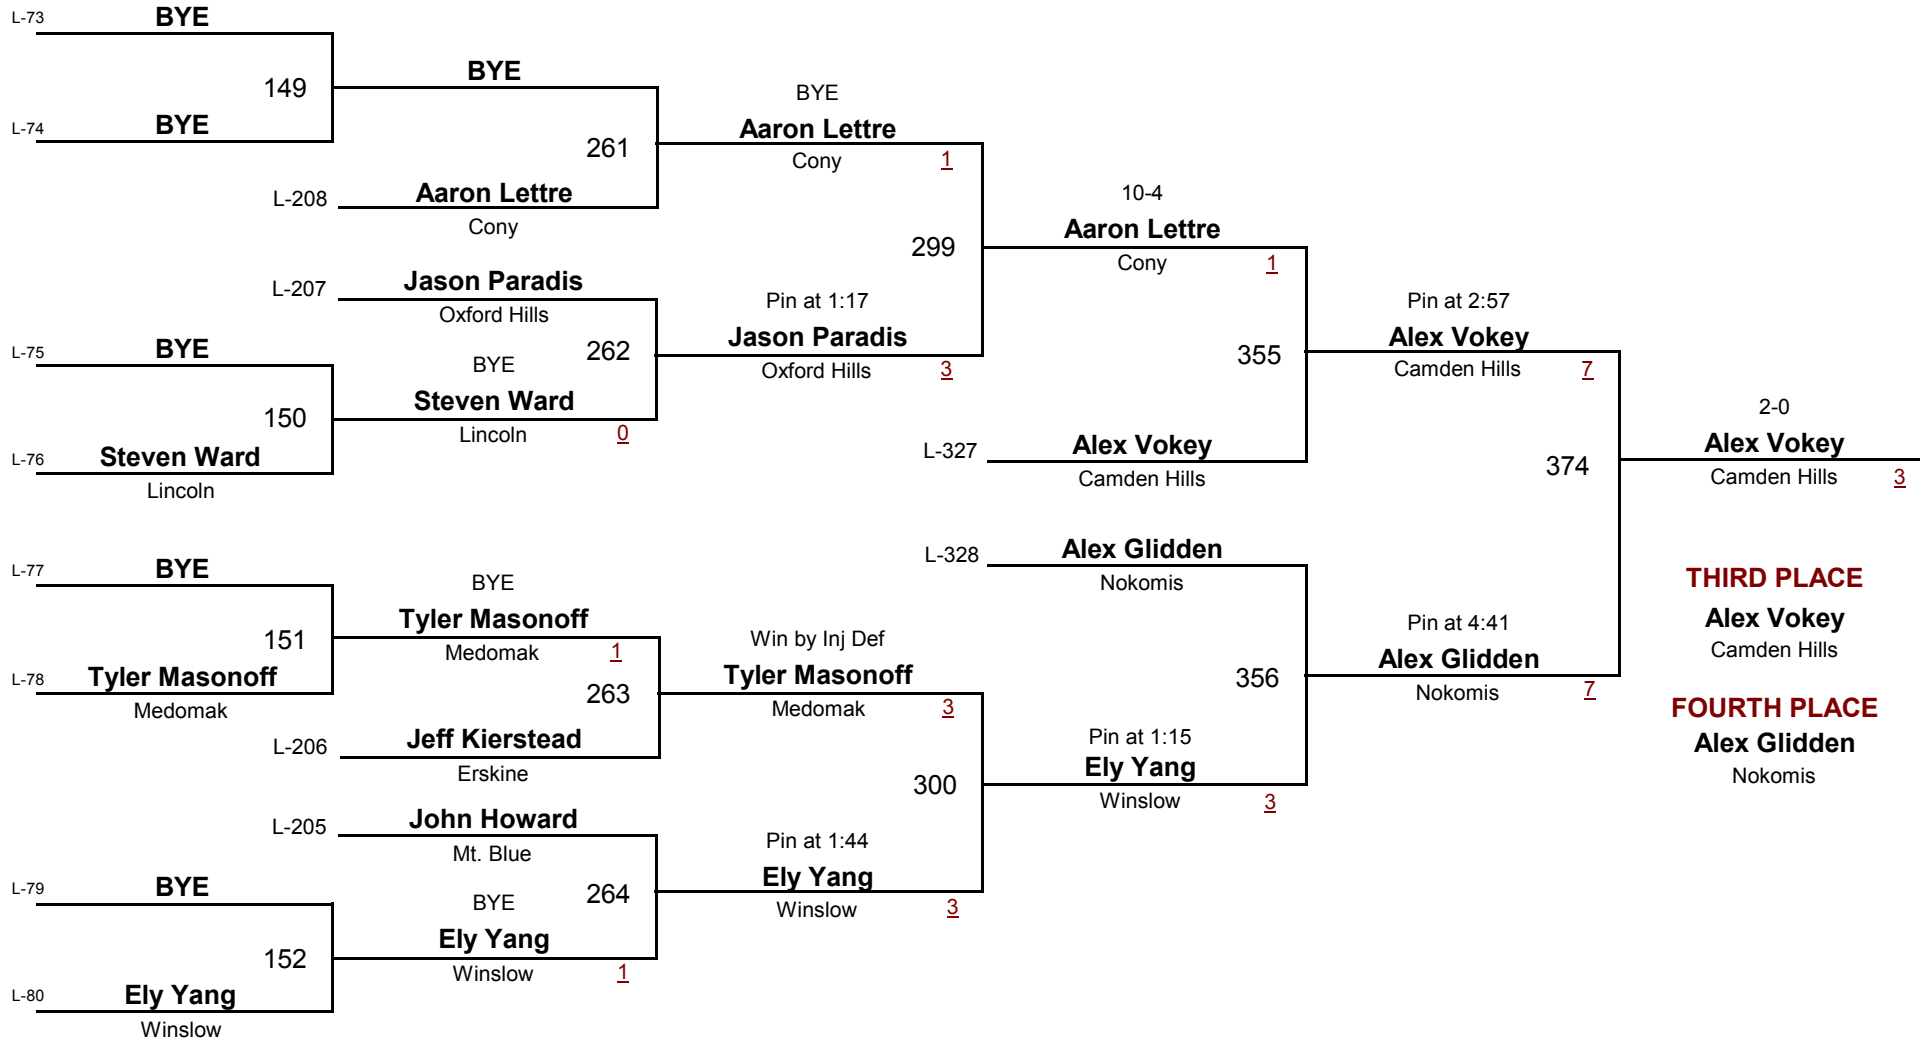 L-73
BYE
149
L-74
BYE
BYE
261
L-208
Aaron Lettre
Cony
BYE
Aaron Lettre
Cony
1
L-207
Jason Paradis
Oxford Hills
262
L-75
BYE
150
L-76
Steven Ward
Lincoln
BYE
Steven Ward
Lincoln
0
Pin at 1:17
Jason Paradis
Oxford Hills
3
299
10-4
Aaron Lettre
Cony
1
355
L-327
Alex Vokey
Camden Hills
Pin at 2:57
Alex Vokey
Camden Hills
7
374
2-0
Alex Vokey
Camden Hills
3
L-77
BYE
151
L-78
Tyler Masonoff
Medomak
BYE
Tyler Masonoff
Medomak
1
263
L-206
Jeff Kierstead
Erskine
Win by Inj Def
Tyler Masonoff
Medomak
3
L-205
John Howard
Mt. Blue
264
L-79
BYE
152
L-80
Ely Yang
Winslow
BYE
Ely Yang
Winslow
1
Pin at 1:44
Ely Yang
Winslow
3
300
L-328
Alex Glidden
Nokomis
356
Pin at 1:15
Ely Yang
Winslow
3
Pin at 4:41
Alex Glidden
Nokomis
7
THIRD PLACE
Alex Vokey
Camden Hills
FOURTH PLACE
Alex Glidden
Nokomis